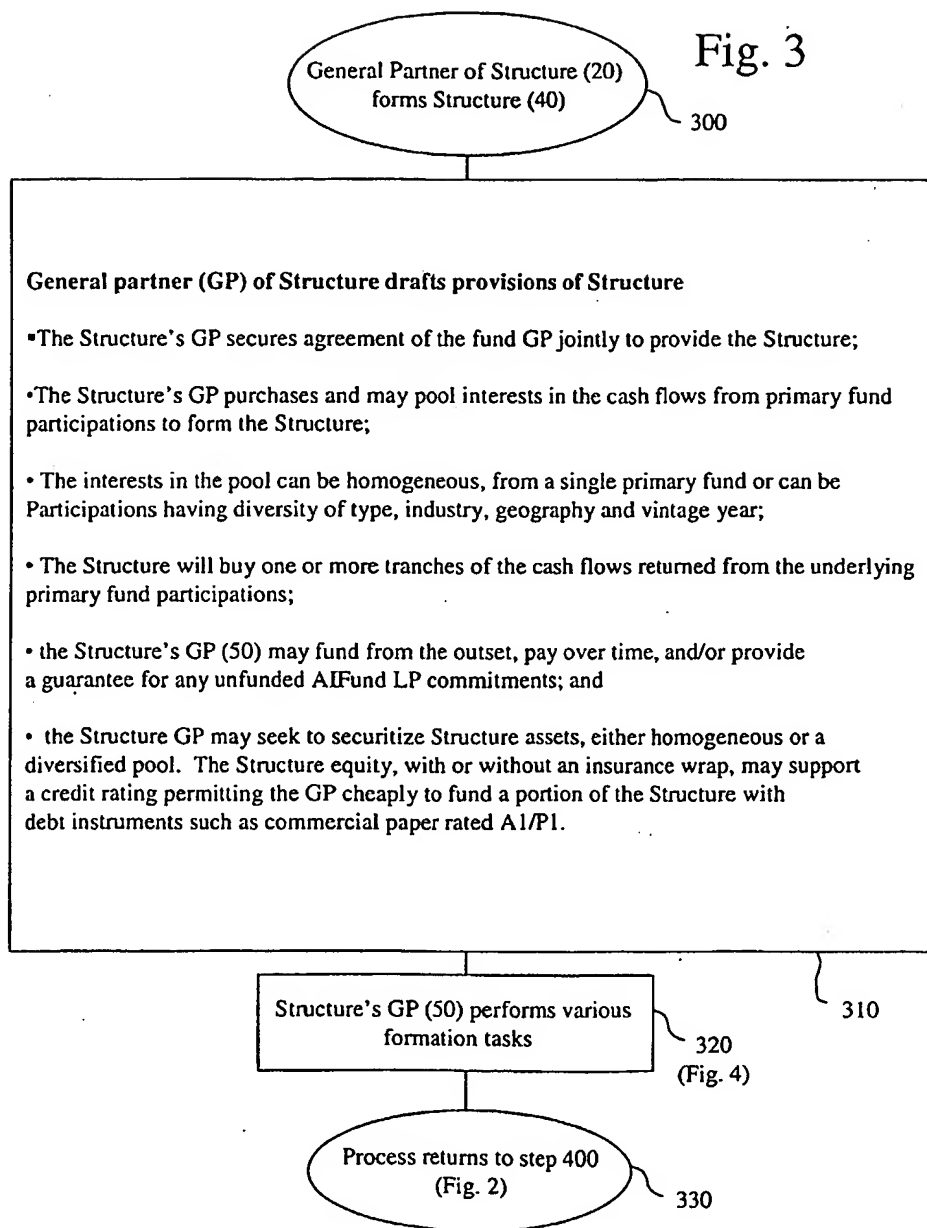 Fig. 3
General Partner of Structure (20)
forms Structure (40)
300
General partner (GP) of Structure drafts provisions of Structure
▪The Structure's GP secures agreement of the fund GP jointly to provide the Structure;
•The Structure's GP purchases and may pool interests in the cash flows from primary fund
participations to form the Structure;
• The interests in the pool can be homogeneous, from a single primary fund or can be
Participations having diversity of type, industry, geography and vintage year;
• The Structure will buy one or more tranches of the cash flows returned from the underlying
primary fund participations;
• the Structure's GP (50) may fund from the outset, pay over time, and/or provide
a guarantee for any unfunded AIFund LP commitments; and
• the Structure GP may seek to securitize Structure assets, either homogeneous or a
diversified pool. The Structure equity, with or without an insurance wrap, may support
a credit rating permitting the GP cheaply to fund a portion of the Structure with
debt instruments such as commercial paper rated A1/P1.
310
Structure's GP (50) performs various
formation tasks
320
(Fig. 4)
Process returns to step 400
(Fig. 2)
330